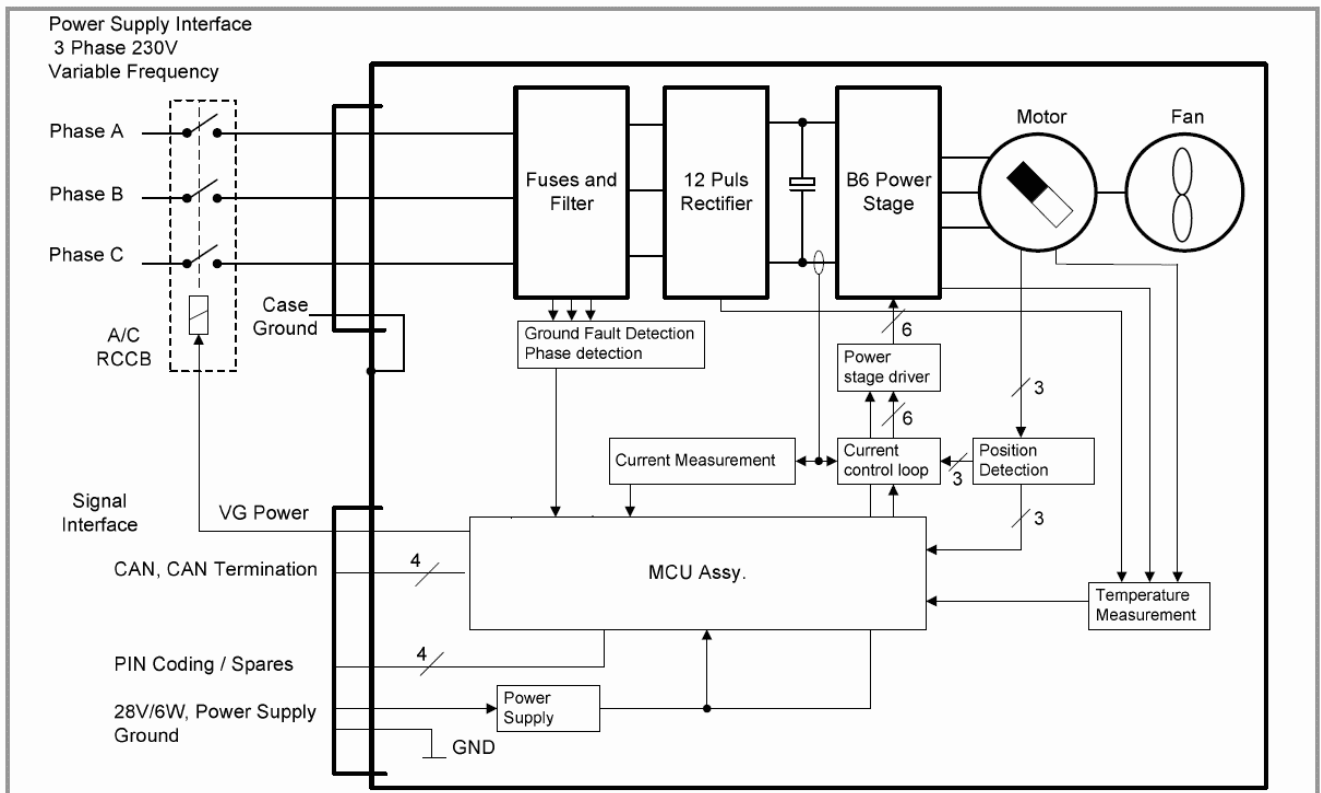 Power Supply Interface
3 Phase 230V
Variable Frequency
Phase A
Phase B
Phase C
A/C
RCCB
Case
Ground
Fuses and
Filter
12 Puls
Rectifier
B6 Power
Stage
Motor
Fan
Ground Fault Detection
Phase detection
6
Power
stage driver
6
3
Current Measurement
Current
control loop
3
Position
Detection
3
Signal
Interface
VG Power
CAN, CAN Termination
4
MCU Assy.
Temperature
Measurement
PIN Coding / Spares
4
28V/6W, Power Supply
Ground
Power
Supply
GND